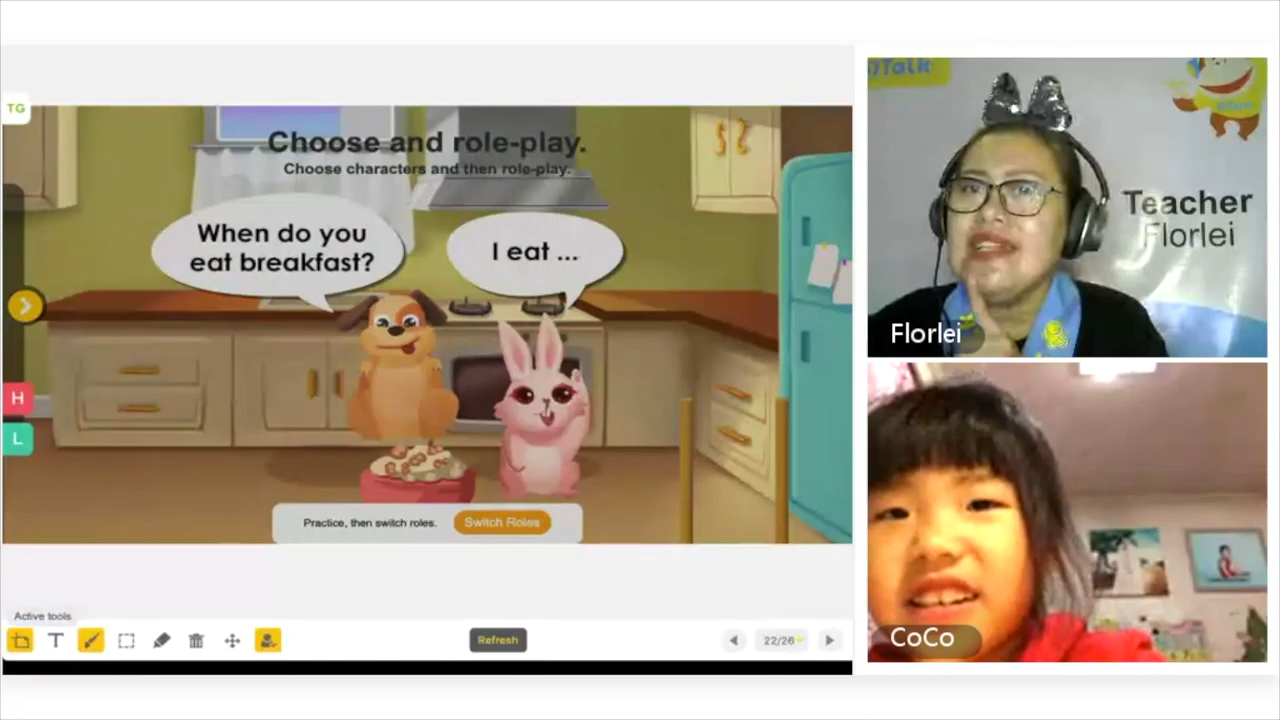 TG
Choose and role-play.
Choose characters and then role-play.
When do you
eat breakfast?
I eat ...
H
L
Practice, then switch roles.
Switch Roles
Active tools
T
Refresh
22/26
51Talk
Teacher
Florlei
Florlei
CoCo